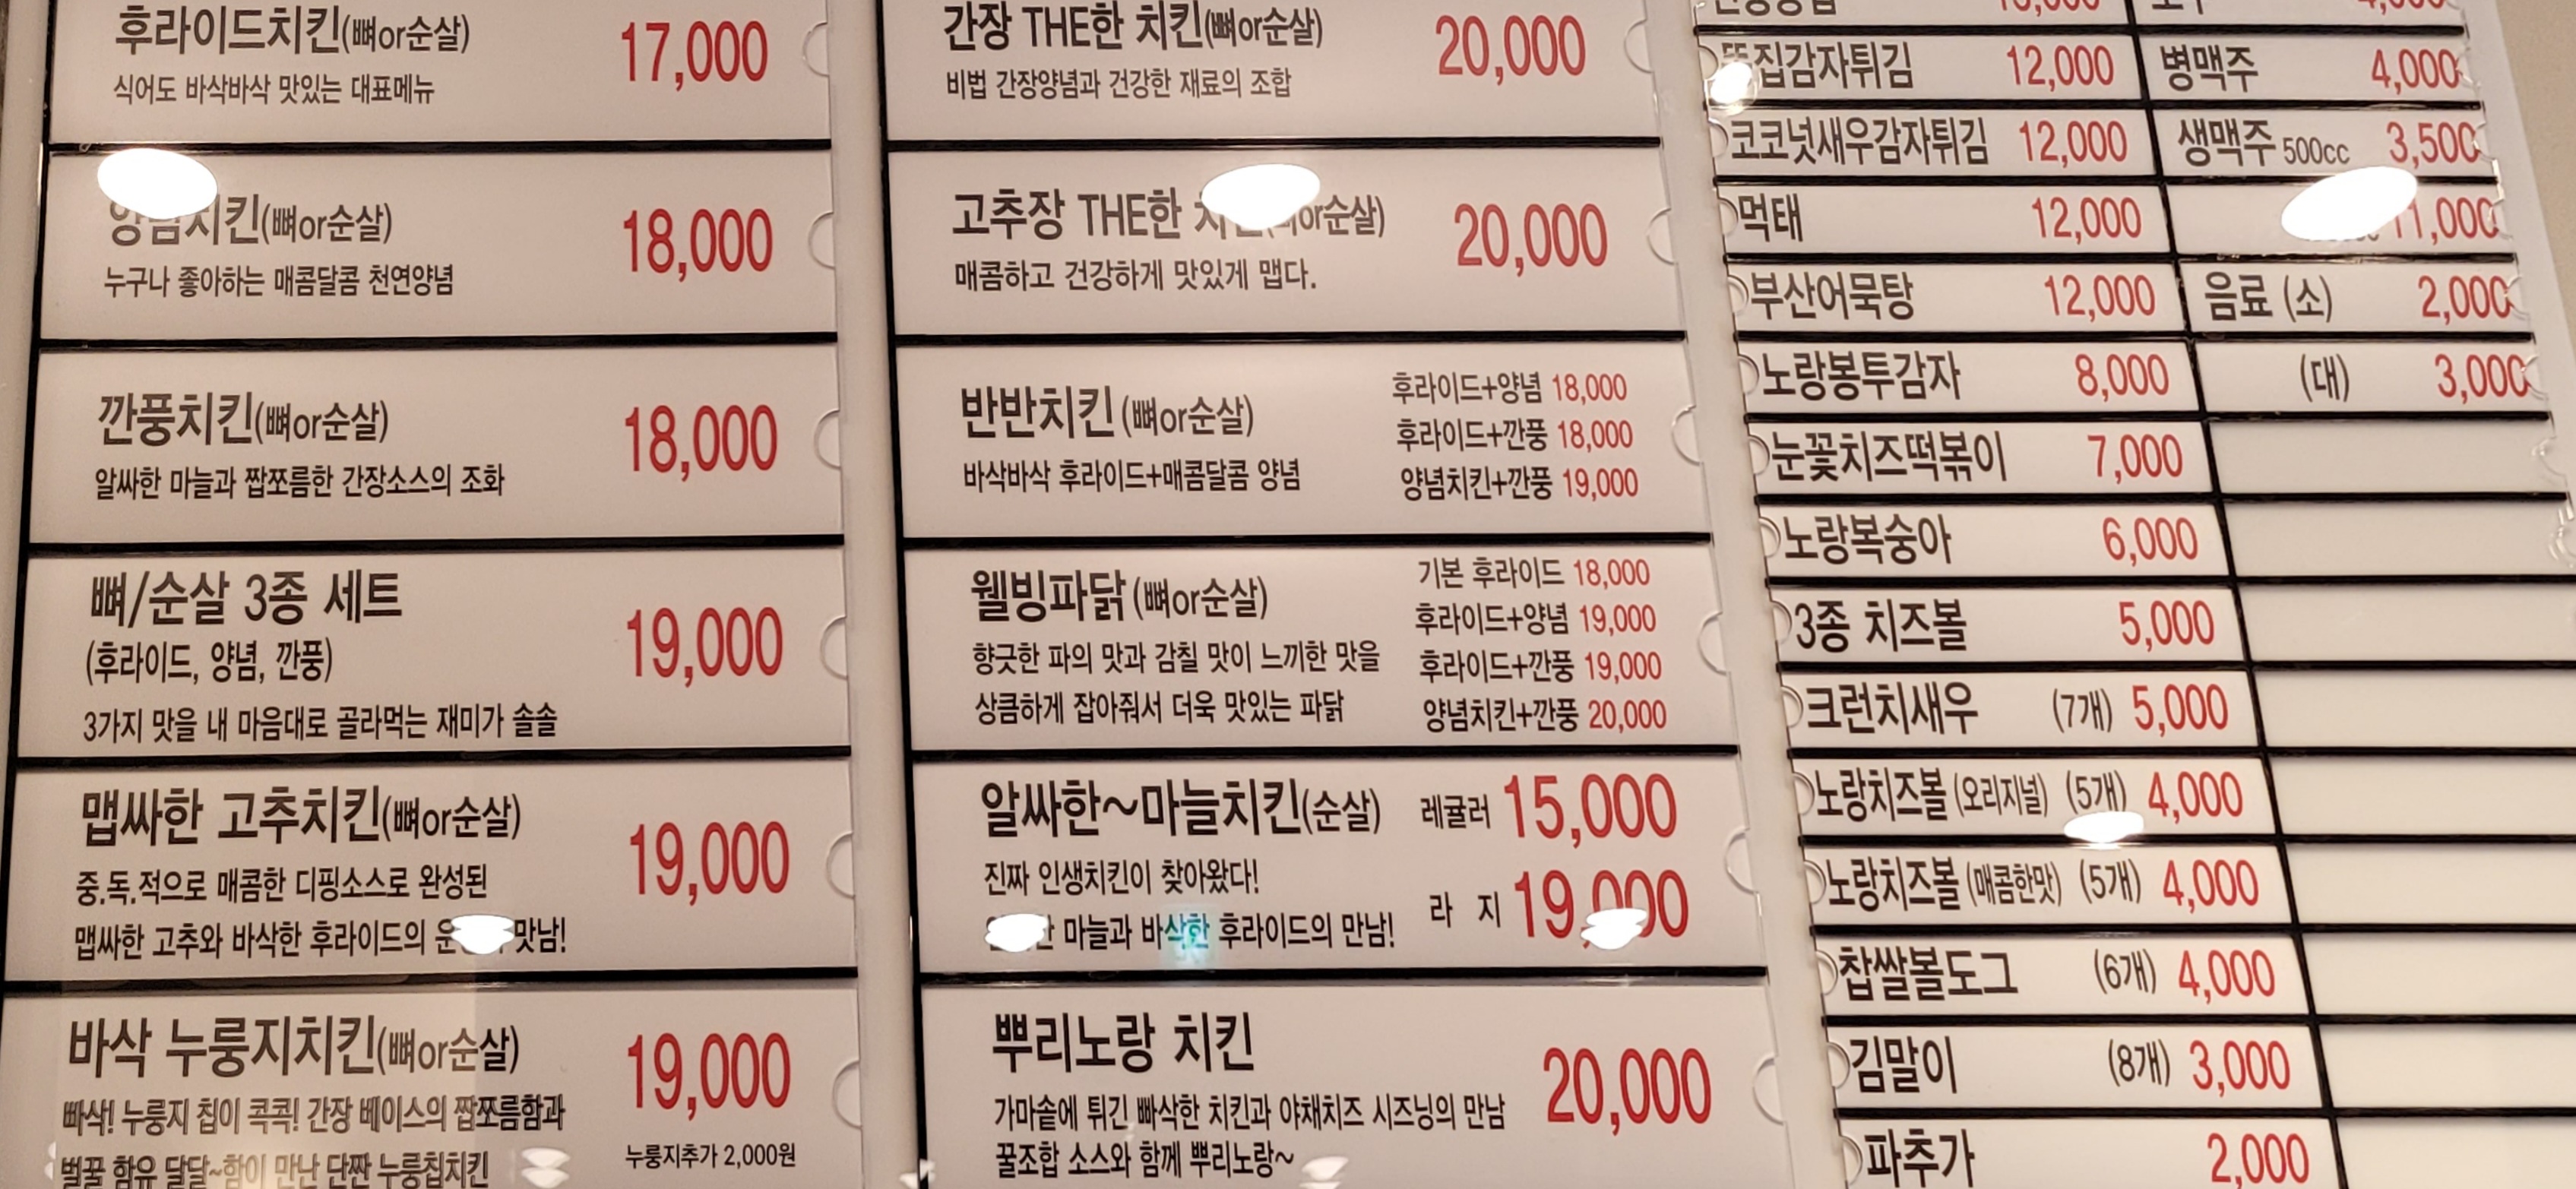 후라이드치킨(뼈or순살) 17,000
식어도 바삭바삭 맛있는 대표메뉴
양념치킨(뼈or순살) 18,000
누구나 좋아하는 매콤달콤 천연양념
깐풍치킨(뼈or순살) 18,000
알싸한 마늘과 짭쪼름한 간장소스의 조화
뼈/순살 3종 세트 19,000
(후라이드, 양념, 깐풍)
3가지 맛을 내 마음대로 골라먹는 재미가 솔솔
맵싸한 고추치킨(뼈or순살) 19,000
중.독.적으로 매콤한 디핑소스로 완성된
맵싸한 고추와 바삭한 후라이드의 맛남!
바삭 누룽지치킨(뼈or순살) 19,000
빠삭! 누룽지 칩이 콕콕! 간장 베이스의 짭쪼름함과
벌꿀 함유 달달~함이 만난 단짠 누룽칩치킨
누룽지추가 2,000원
간장 THE한 치킨(뼈or순살) 20,000
비법 간장양념과 건강한 재료의 조합
고추장 THE한 20,000
매콤하고 건강하게 맛있게 맵다.
반반치킨 (뼈or순살)
바삭바삭 후라이드+매콤달콤 양념
후라이드+양념 18,000
후라이드+깐풍 18,000
양념치킨+깐풍 19,000
웰빙파닭 (뼈or순살)
향긋한 파의 맛과 감칠 맛이 느끼한 맛을
상큼하게 잡아줘서 더욱 맛있는 파닭
기본 후라이드 18,000
후라이드+양념 19,000
후라이드+깐풍 19,000
양념치킨+깐풍 20,000
알싸한~마늘치킨(순살) 레귤러 15,000
진짜 인생치킨이 찾아왔다!
마늘과 바삭한 후라이드의 만남!
라 지 19,000
뿌리노랑 치킨 20,000
가마솥에 튀긴 빠삭한 치킨과 야채치즈 시즈닝의 만남
꿀조합 소스와 함께 뿌리노랑~
12,000
코코넛새우감자튀김 12,000
먹태 12,000
부산어묵탕 12,000
노랑봉투감자 8,000
눈꽃치즈떡볶이 7,000
노랑복숭아 6,000
3종 치즈볼 5,000
크런치새우 (7개) 5,000
노랑치즈볼 (오리지널) (5개) 4,000
노랑치즈볼 (매콤한맛) (5개) 4,000
찹쌀볼도그 (6개) 4,000
김말이 (8개) 3,000
파추가 2,000
병맥주 4,000
생맥주 500cc 3,500
11,000
음료 (소) 2,000
(대) 3,000